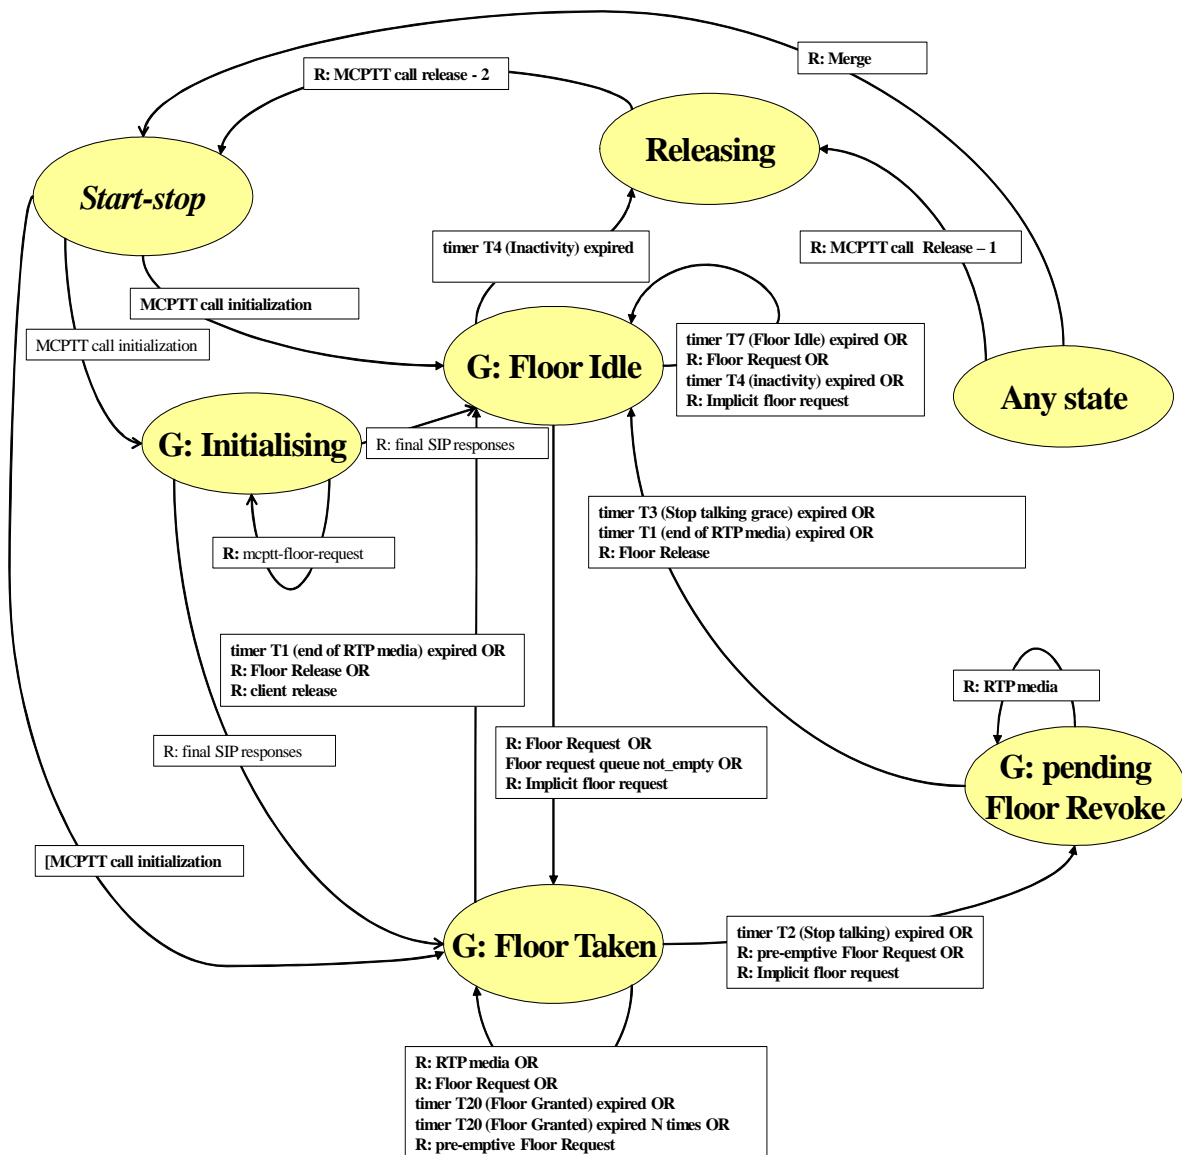 R: Merge
R: MCPTT call release - 2
Releasing
Start-stop
timer T4 (Inactivity) expired
R: MCPTT call Release – 1
MCPTT call initialization
MCPTT call initialization
timer T7 (Floor Idle) expired OR
R: Floor Request OR
timer T4 (inactivity) expired OR
R: Implicit floor request
G: Floor Idle
Any state
G: Initialising
R: final SIP responses
timer T3 (Stop talking grace) expired OR
timer T1 (end of RTP media) expired OR
R: Floor Release
R: mcptt-floor-request
timer T1 (end of RTP media) expired OR
R: Floor Release OR
R: client release
R: RTP media
R: final SIP responses
R: Floor Request OR
Floor request queue not_empty OR
R: Implicit floor request
G: pending
Floor Revoke
[MCPTT call initialization
G: Floor Taken
timer T2 (Stop talking) expired OR
R: pre-emptive Floor Request OR
R: Implicit floor request
R: RTP media OR
R: Floor Request OR
timer T20 (Floor Granted) expired OR
timer T20 (Floor Granted) expired N times OR
R: pre-emptive Floor Request